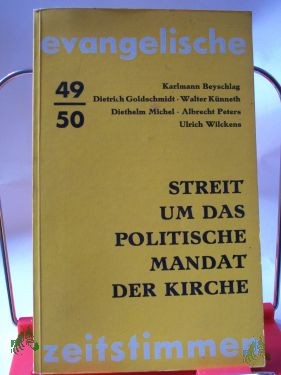 evangelische
49
50
Karlmann Beyschlag
Dietrich Goldschmidt · Walter Künneth
Diethelm Michel · Albrecht Peters
Ulrich Wilckens
STREIT
UM DAS
POLITISCHE
MANDAT
DER KIRCHE
zeitstimmen